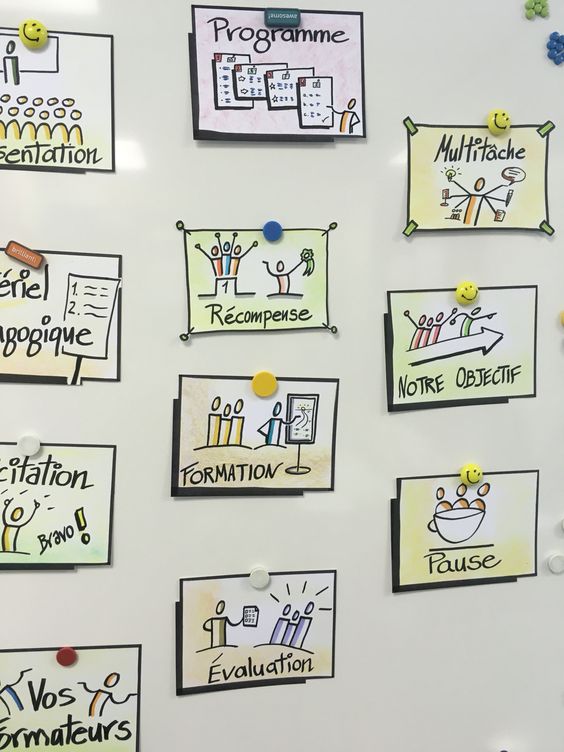 sentation
awesome!
Programme
Multitâche
brilliant!
ériel
agogique
1.
2.
1
Récompense
NOTRE OBJECTIF
FORMATION
citation
Bravo!
Pause
Évaluation
Vos
ormateurs